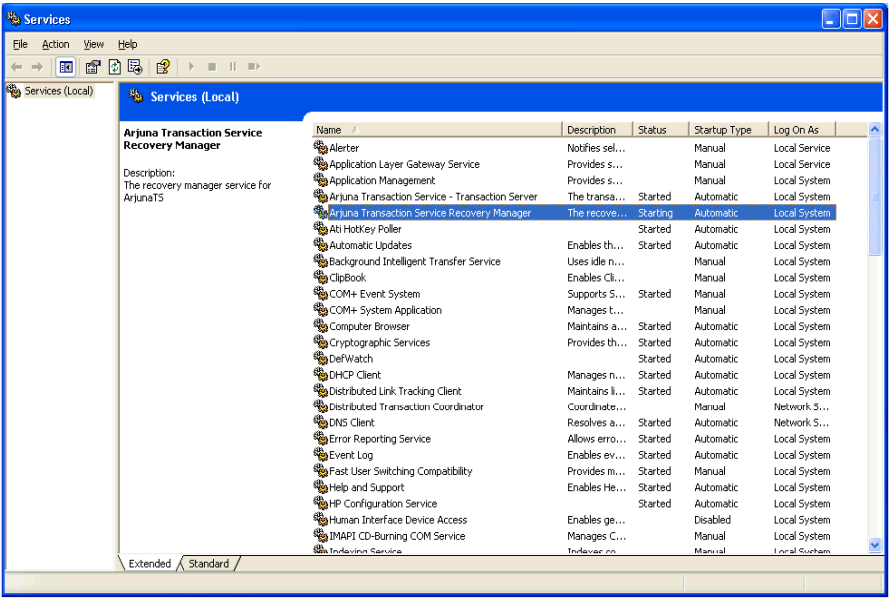 Services
File Action View Help
Services (Local)
Services (Local)
Arjuna Transaction Service
Recovery Manager
Description:
The recovery manager service for
ArjunaTS
Name Description Status Startup Type Log On As
Alerter Notifies sel... Manual Local Service
Application Layer Gateway Service Provides s... Manual Local Service
Application Management Provides s... Manual Local System
Arjuna Transaction Service - Transaction Server The transa... Started Automatic Local System
Arjuna Transaction Service Recovery Manager The recove... Starting Automatic Local System
Ati HotKey Poller Started Automatic Local System
Automatic Updates Enables th... Started Automatic Local System
Background Intelligent Transfer Service Uses idle n... Manual Local System
ClipBook Enables Cli... Manual Local System
COM+ Event System Supports S... Started Manual Local System
COM+ System Application Manages t... Manual Local System
Computer Browser Maintains a... Started Automatic Local System
Cryptographic Services Provides th... Started Automatic Local System
DefWatch Started Automatic Local System
DHCP Client Manages n... Started Automatic Local System
Distributed Link Tracking Client Maintains li... Started Automatic Local System
Distributed Transaction Coordinator Coordinate... Manual Network S...
DNS Client Resolves a... Started Automatic Network S...
Error Reporting Service Allows erro... Started Automatic Local System
Event Log Enables ev... Started Automatic Local System
Fast User Switching Compatibility Provides m... Started Manual Local System
Help and Support Enables He... Started Automatic Local System
HP Configuration Service Started Automatic Local System
Human Interface Device Access Enables ge... Disabled Local System
IMAPI CD-Burning COM Service Manages C... Manual Local System
Indexing Service Indexes co... Manual Local System
Extended Standard